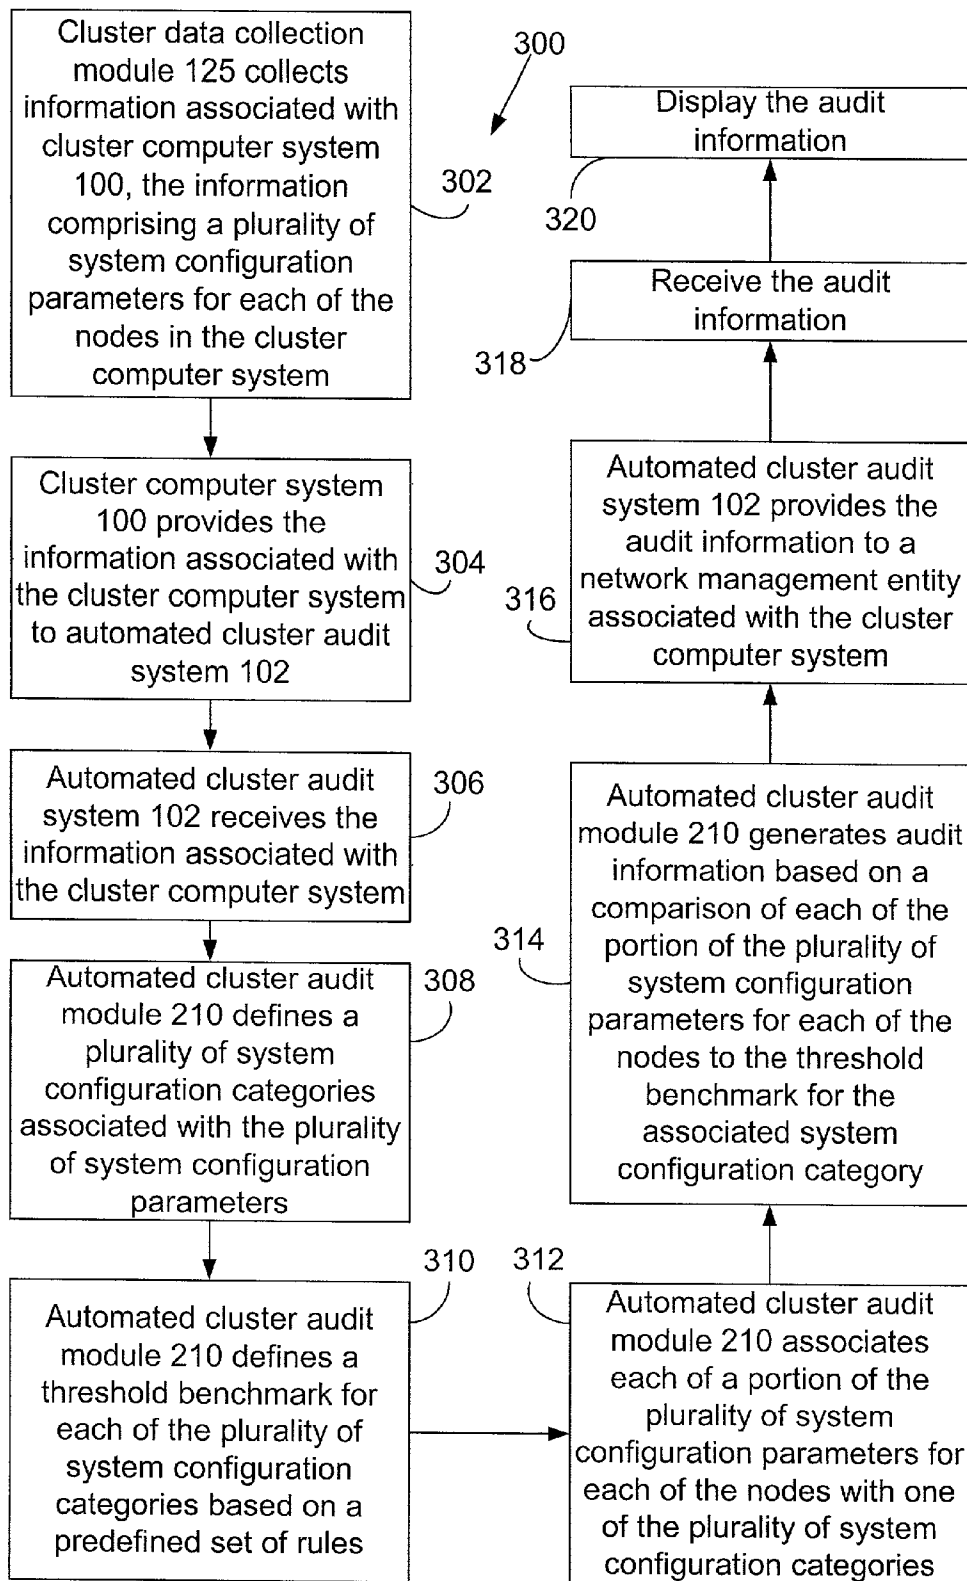 300
Cluster data collection
module 125 collects
information associated with
cluster computer system
100, the information
comprising a plurality of
system configuration
parameters for each of the
nodes in the cluster
computer system
302
Cluster computer system
100 provides the
information associated with
the cluster computer system
to automated cluster audit
system 102
304
Automated cluster audit
system 102 receives the
information associated with
the cluster computer system
306
Automated cluster audit
module 210 defines a
plurality of system
configuration categories
associated with the plurality
of system configuration
parameters
308
Automated cluster audit
module 210 defines a
threshold benchmark for
each of the plurality of
system configuration
categories based on a
predefined set of rules
310
312
Automated cluster audit
module 210 associates
each of a portion of the
plurality of system
configuration parameters for
each of the nodes with one
of the plurality of system
configuration categories
314
Automated cluster audit
module 210 generates audit
information based on a
comparison of each of the
portion of the plurality of
system configuration
parameters for each of the
nodes to the threshold
benchmark for the
associated system
configuration category
316
Automated cluster audit
system 102 provides the
audit information to a
network management entity
associated with the cluster
computer system
318
Receive the audit
information
320
Display the audit
information